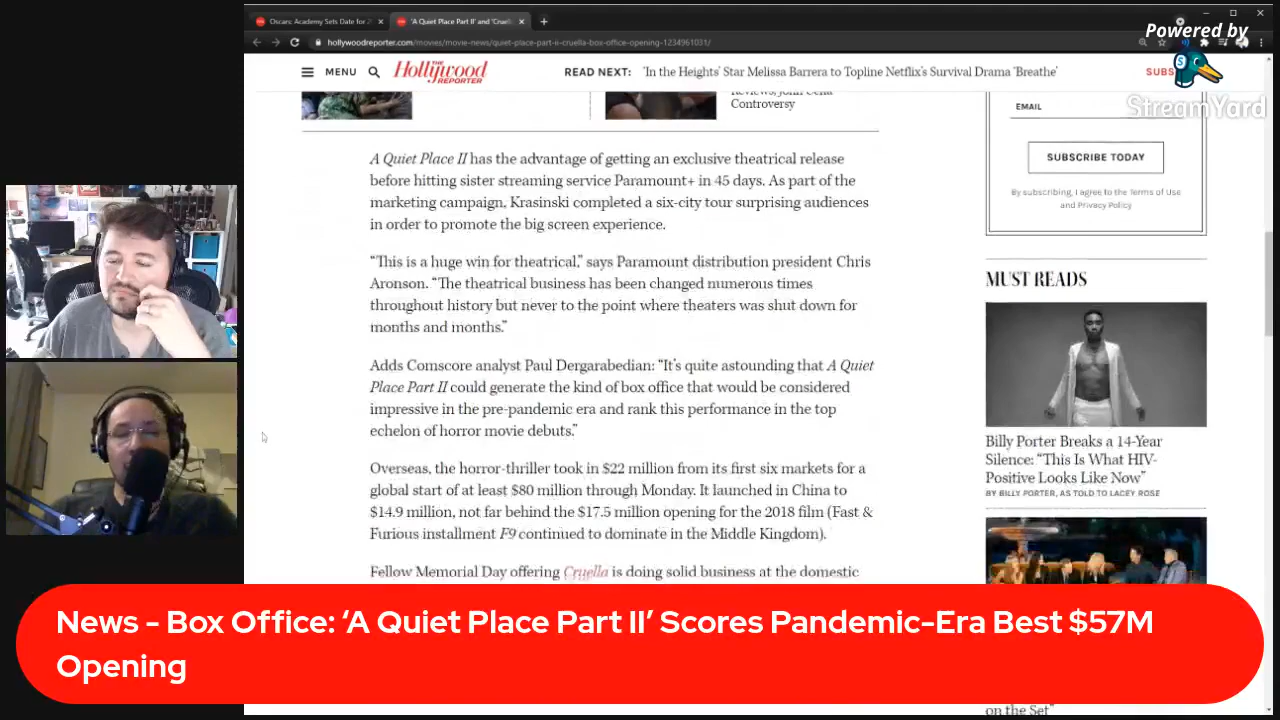 Oscars: Academy Sets Date for 2
'A Quiet Place Part II' and 'Cruel
Powered by
hollywoodreporter.com/movies/movie-news/quiet-place-part-ii-cruella-box-office-opening-1234961031/
MENU
THE
Hollywood
REPORTER
READ NEXT: 'In the Heights' Star Melissa Barrera to Topline Netflix's Survival Drama 'Breathe'
SUBS
StreamYard
Controversy
EMAIL
SUBSCRIBE TODAY
By subscribing, I agree to the Terms of Use
and Privacy Policy
A Quiet Place II has the advantage of getting an exclusive theatrical release
before hitting sister streaming service Paramount+ in 45 days. As part of the
marketing campaign, Krasinski completed a six-city tour surprising audiences
in order to promote the big screen experience.
"This is a huge win for theatrical," says Paramount distribution president Chris
Aronson. "The theatrical business has been changed numerous times
throughout history but never to the point where theaters was shut down for
months and months."
Adds Comscore analyst Paul Dergarabedian: "It's quite astounding that A Quiet
Place Part II could generate the kind of box office that would be considered
impressive in the pre-pandemic era and rank this performance in the top
echelon of horror movie debuts."
Overseas, the horror-thriller took in $22 million from its first six markets for a
global start of at least $80 million through Monday. It launched in China to
$14.9 million, not far behind the $17.5 million opening for the 2018 film (Fast &
Furious installment F9 continued to dominate in the Middle Kingdom).
Fellow Memorial Day offering Cruella is doing solid business at the domestic
MUST READS
Billy Porter Breaks a 14-Year
Silence: "This Is What HIV-
Positive Looks Like Now"
BY BILLY PORTER, AS TOLD TO LACEY ROSE
on the Set"
News - Box Office: 'A Quiet Place Part II' Scores Pandemic-Era Best $57M
Opening